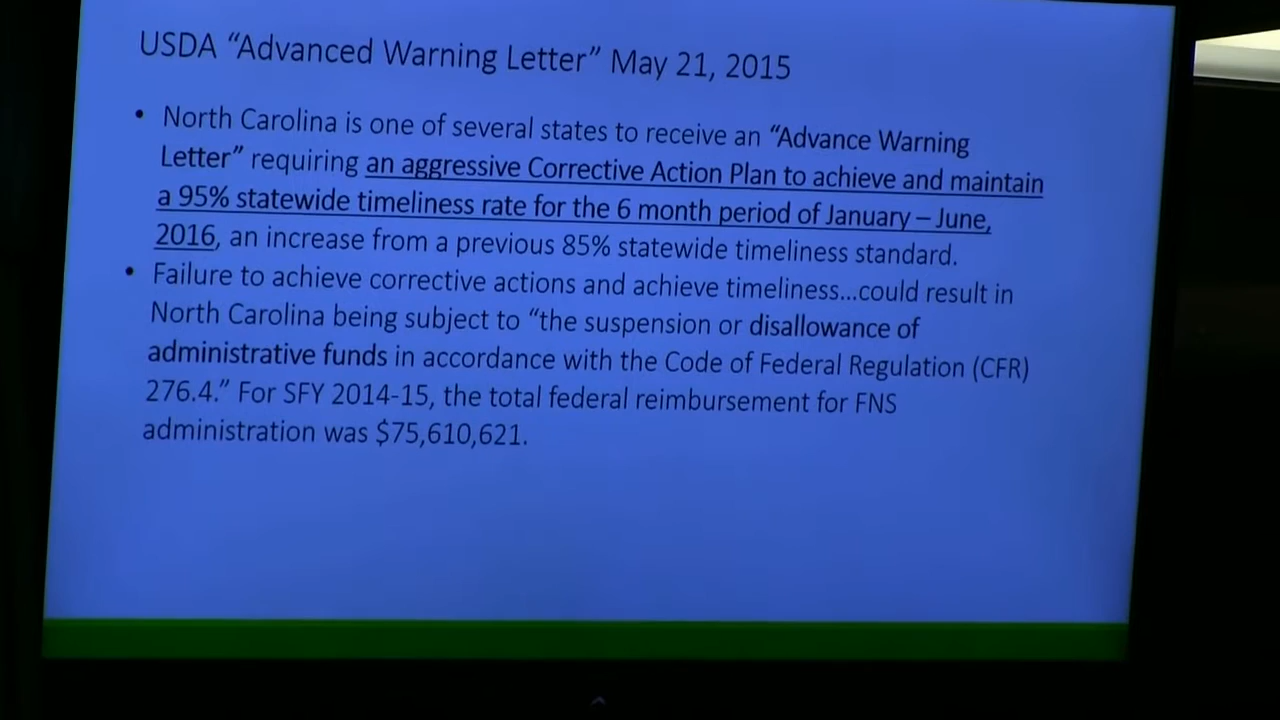 USDA “Advanced Warning Letter” May 21, 2015
• North Carolina is one of several states to receive an “Advance Warning
Letter” requiring an aggressive Corrective Action Plan to achieve and maintain
a 95% statewide timeliness rate for the 6 month period of January – June,
2016, an increase from a previous 85% statewide timeliness standard.
• Failure to achieve corrective actions and achieve timeliness...could result in
North Carolina being subject to “the suspension or disallowance of
administrative funds in accordance with the Code of Federal Regulation (CFR)
276.4.” For SFY 2014-15, the total federal reimbursement for FNS
administration was $75,610,621.